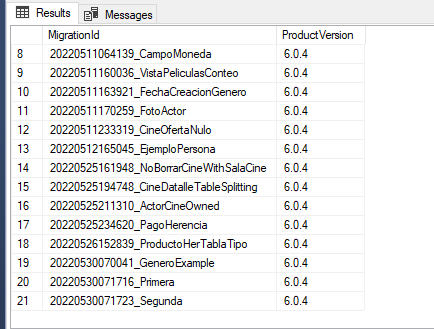 Results Messages
MigrationId ProductVersion
8 20220511064139_CampoMoneda 6.0.4
9 20220511160036_VistaPeliculasConteo 6.0.4
10 20220511163921_FechaCreacionGenero 6.0.4
11 20220511170259_FotoActor 6.0.4
12 20220511233319_CineOfertaNulo 6.0.4
13 20220512165045_EjemploPersona 6.0.4
14 20220525161948_NoBorrarCineWithSalaCine 6.0.4
15 20220525194748_CineDatalleTableSplitting 6.0.4
16 20220525211310_ActorCineOwned 6.0.4
17 20220525234620_PagoHerencia 6.0.4
18 20220526152839_ProductoHerTablaTipo 6.0.4
19 20220530070041_GeneroExample 6.0.4
20 20220530071716_Primera 6.0.4
21 20220530071723_Segunda 6.0.4